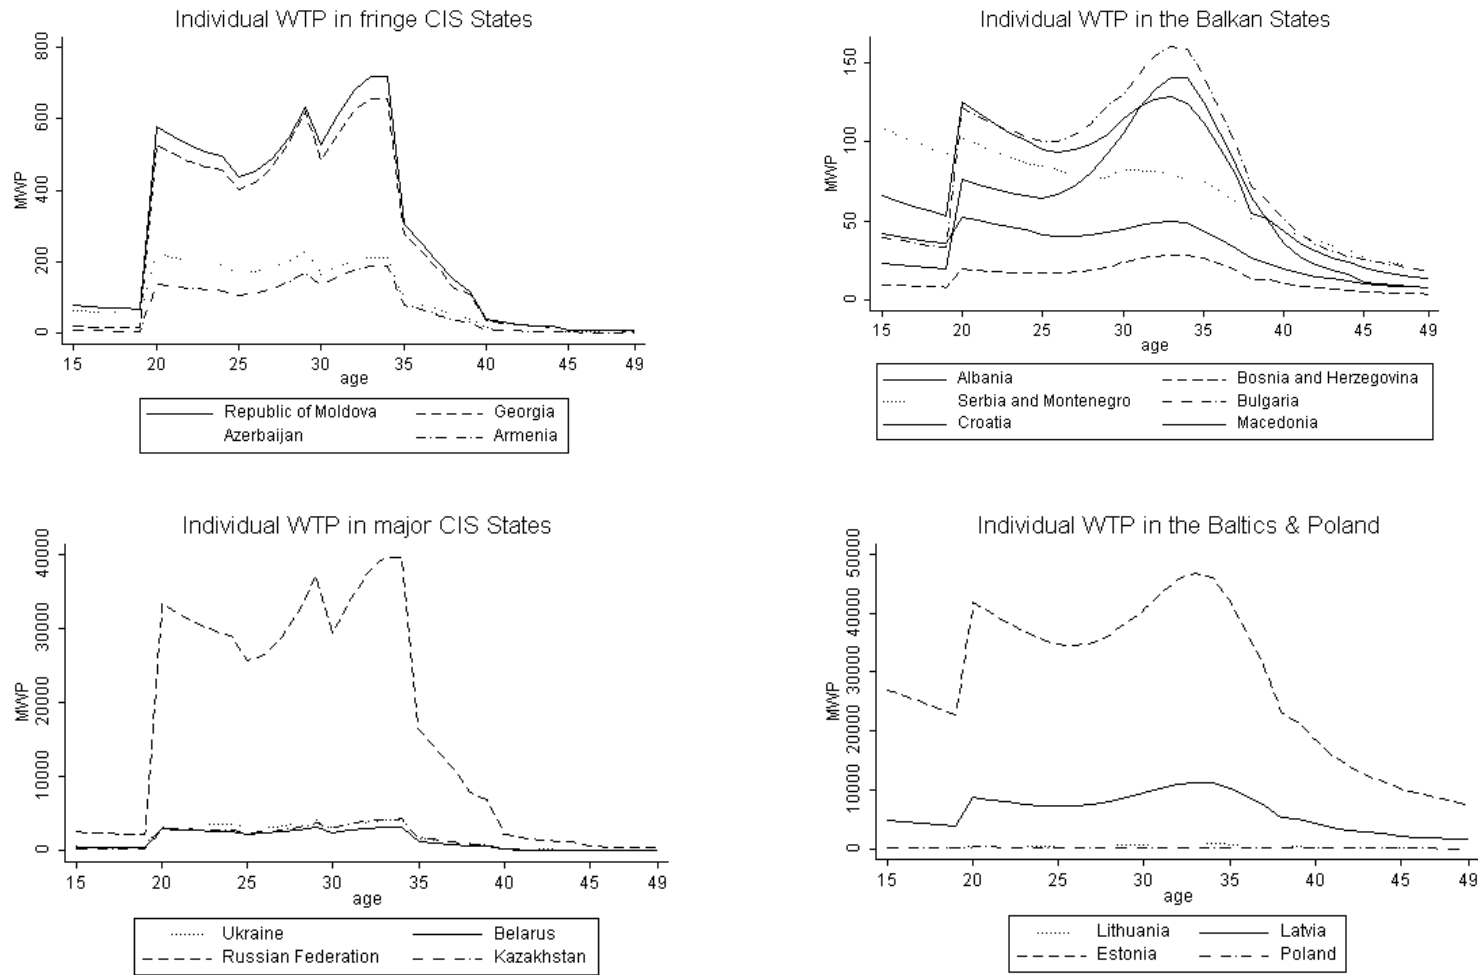 Individual WTP in fringe CIS States
800
600
400
200
0
MWP
15 20 25 30 35 40 45 49
age
Republic of Moldova Georgia
Azerbaijan Armenia
Individual WTP in the Balkan States
150
100
50
0
MWP
15 20 25 30 35 40 45 49
age
Albania Bosnia and Herzegovina
Serbia and Montenegro Bulgaria
Croatia Macedonia
Individual WTP in major CIS States
40000
30000
20000
10000
0
MWP
15 20 25 30 35 40 45 49
age
Ukraine Belarus
Russian Federation Kazakhstan
Individual WTP in the Baltics & Poland
50000
40000
30000
20000
10000
0
MWP
15 20 25 30 35 40 45 49
age
Lithuania Latvia
Estonia Poland